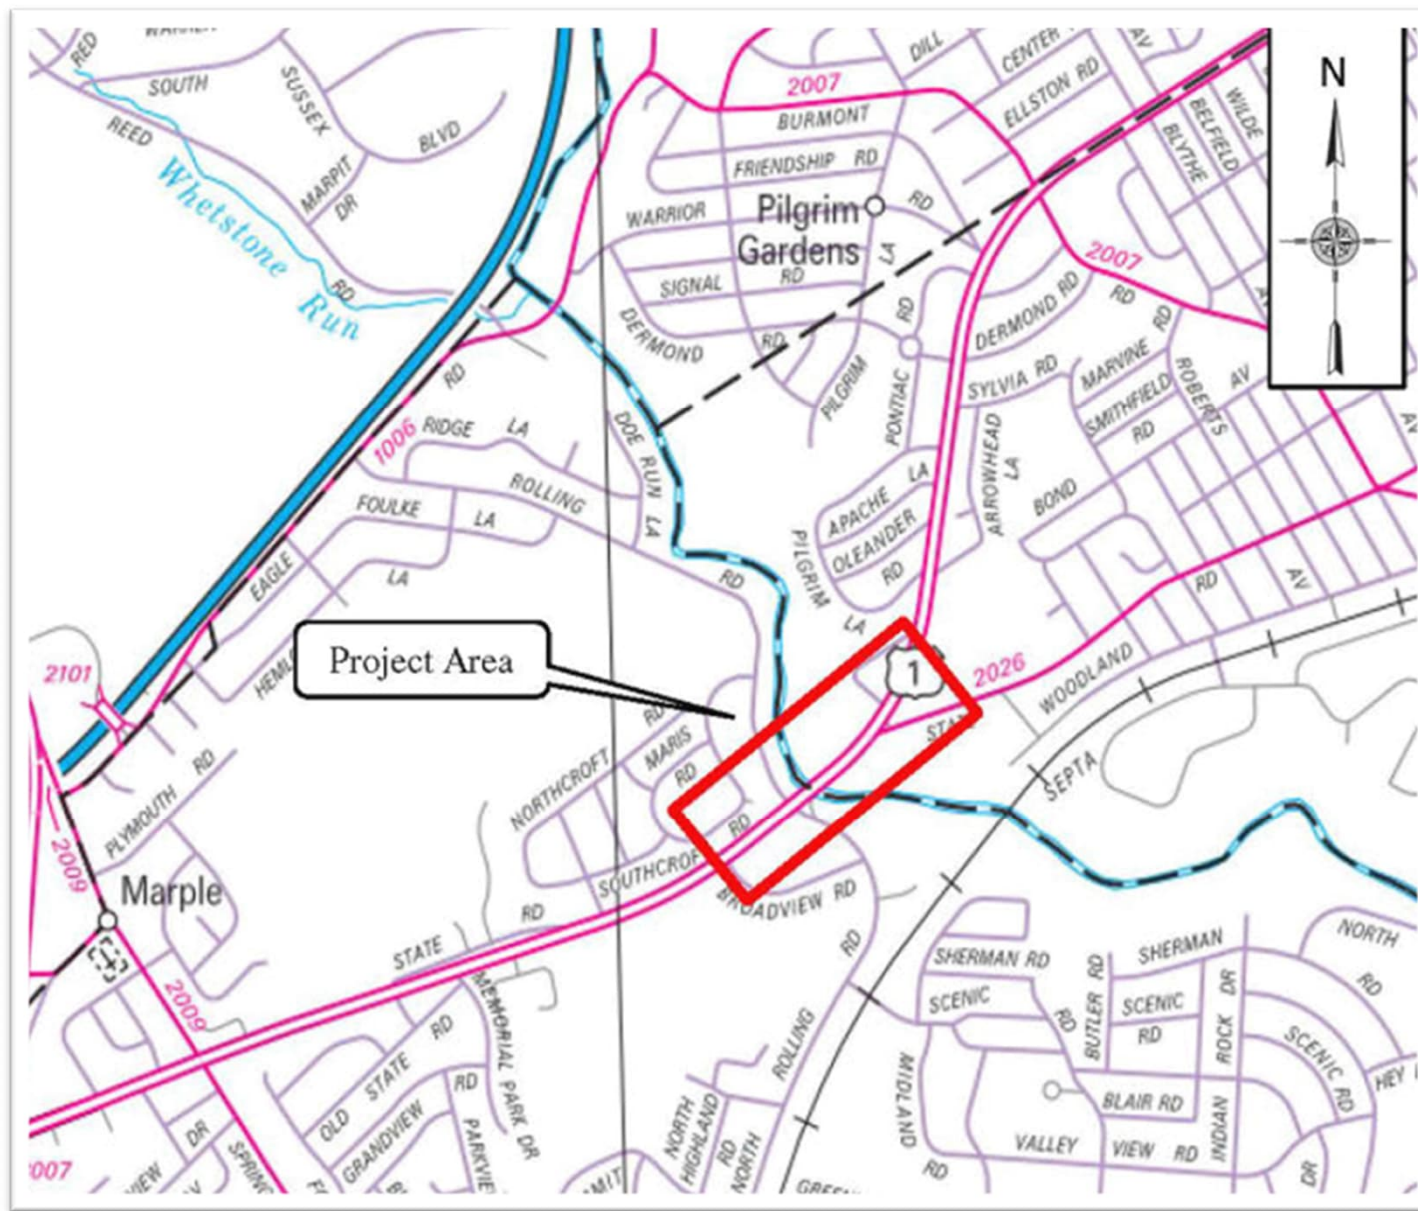 RED
SOUTH
SUSSEX
BLVD
REED
MARPIT
DR
Whetstone
Run
RD
2007
BURMONT
DILL
CENTER
AV
ELLSTON RD
WILDE
BELFIELD
BLYTHE
N
FRIENDSHIP RD
WARRIOR
RD
Pilgrim
Gardens
LA
SIGNAL
RD
DERMOND
RD
PILGRIM
RD
PONTIAC
2007
RD
DERMOND RD
SYLVIA RD
MARVINE
RD
SMITHFIELD
RD
ROBERTS
AV
AV
RD
1006
RIDGE LA
ROLLING
DOE RUN LA
FOULKE
LA
EAGLE
LA
RD
APACHE LA
OLEANDER
RD
PILGRIM
LA
ARROWHEAD
LA
BOND
RD
AV
Project Area
1
2026
STATE
WOODLAND
SEPTA
2101
RD
MARIS
RD
NORTHCROFT
RD
SOUTHCROFT
PLYMOUTH RD
2009
Marple
BROADVIEW RD
RD
STATE
RD
MEMORIAL PARK DR
2009
RD
OLD STATE
RD
GRANDVIEW
DR
ROLLING
NORTH
HIGHLAND
RD
NORTH
SHERMAN RD
SCENIC
RD
BUTLER RD
SHERMAN
SCENIC
RD
ROCK DR
NORTH
RD
SCENIC RD
MIDLAND
RD
BLAIR RD
VALLEY VIEW RD
INDIAN
DR